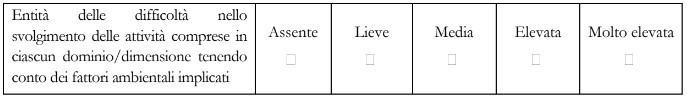 Entità delle difficoltà nello
svolgimento delle attività comprese in
ciascun dominio/dimensione tenendo
conto dei fattori ambientali implicati
Assente Lieve Media Elevata Molto elevata
☐ ☐ ☐ ☐ ☐